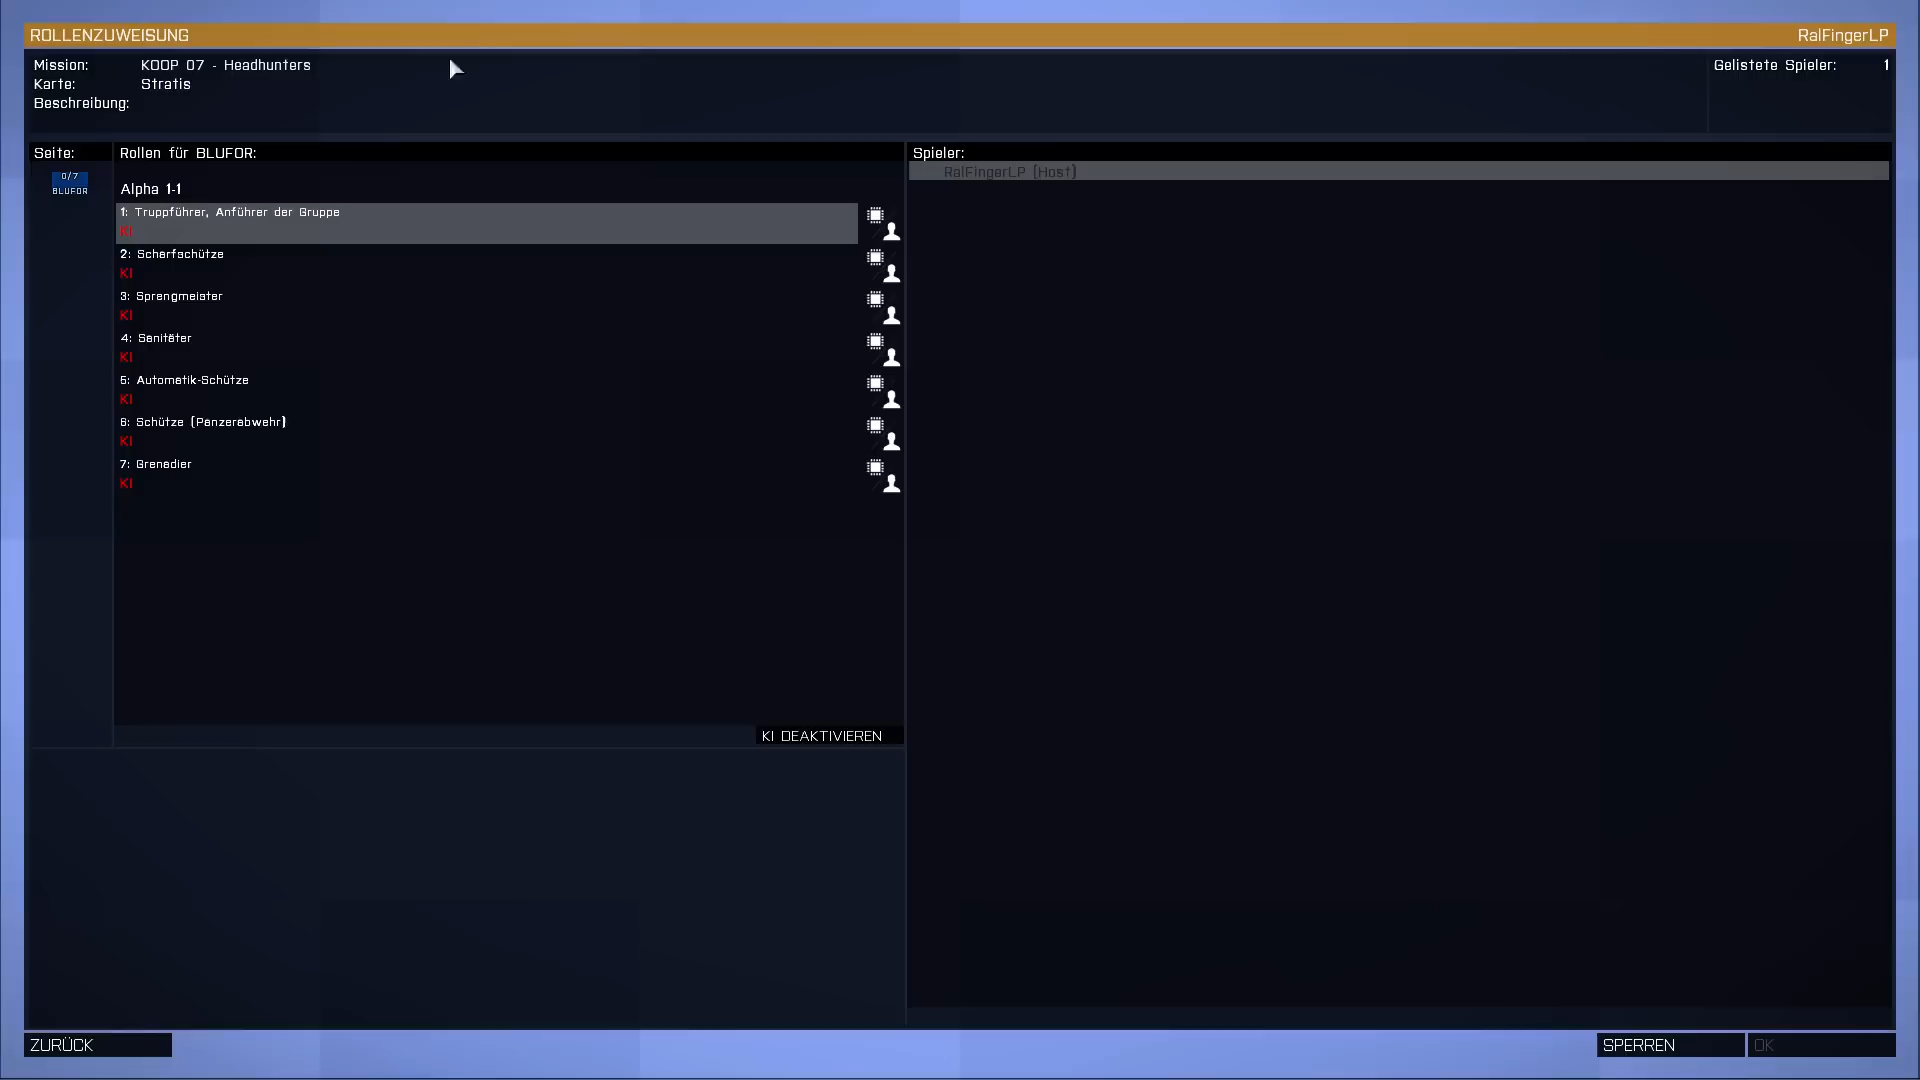 ROLLENZUWEISUNG RalFingerLP
Mission: KOOP 07 - Headhunters Gelistete Spieler: 1
Karte: Stratis
Beschreibung:
Seite: Rollen für BLUFOR: Spieler:
0/7
BLUFOR
RalFingerLP (Host)
Alpha 1-1
1: Truppführer, Anführer der Gruppe
KI
2: Scharfschütze
KI
3: Sprengmeister
KI
4: Sanitäter
KI
5: Automatik-Schütze
KI
6: Schütze (Panzerabwehr)
KI
7: Grenadier
KI
KI DEAKTIVIEREN
ZURÜCK SPERREN OK